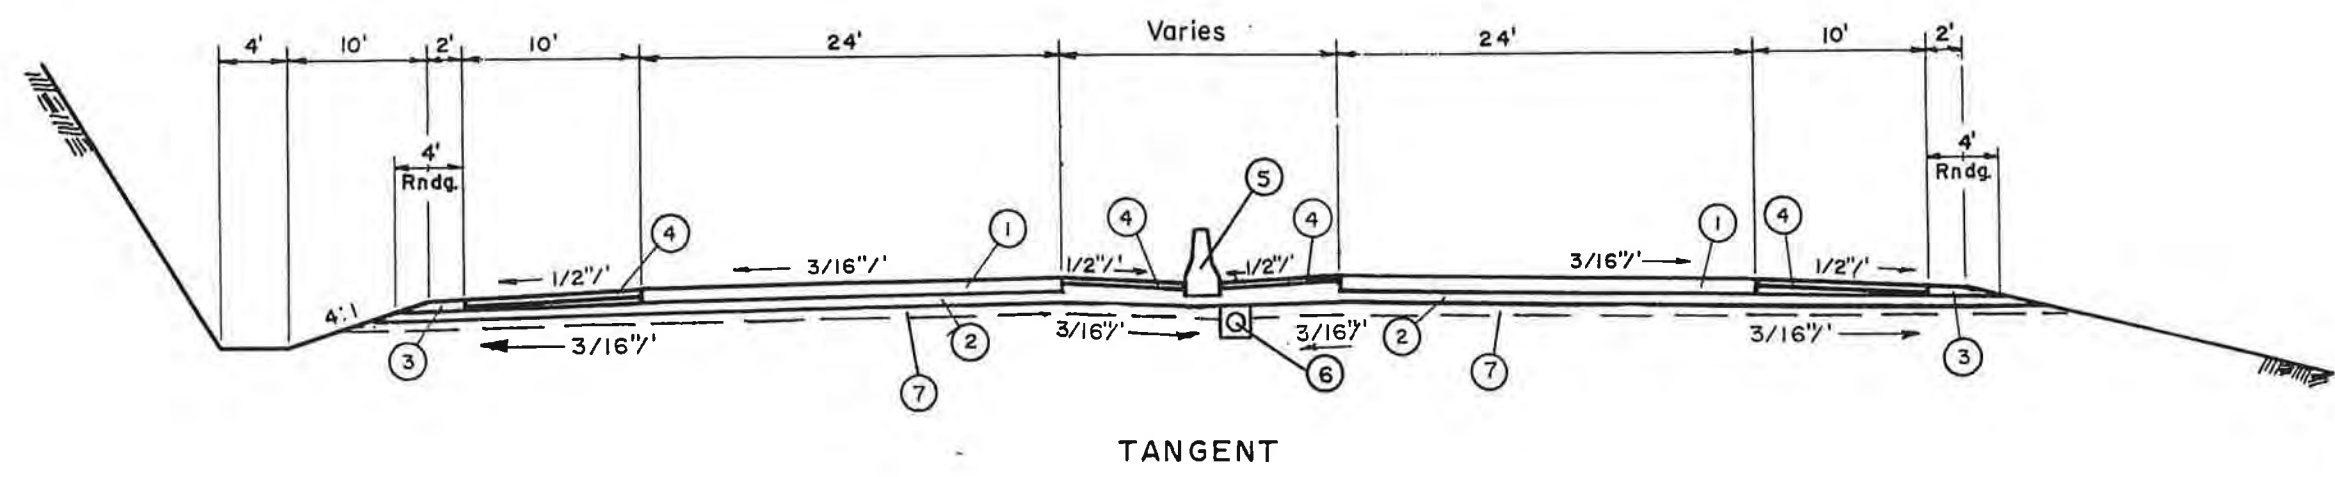 4' 10' 2' 10' 24' Varies 24' 10' 2'
4' 4'
Rndg. Rndg.
5
4 1 4 4 1 4
1/2"/' 3/16"/' 1/2"/' 1/2"/' 3/16"/' 1/2"/'
4:1
3 3/16"/' 2 3/16"/' 3/16"/' 2 3/16"/' 3
7 6 7
TANGENT